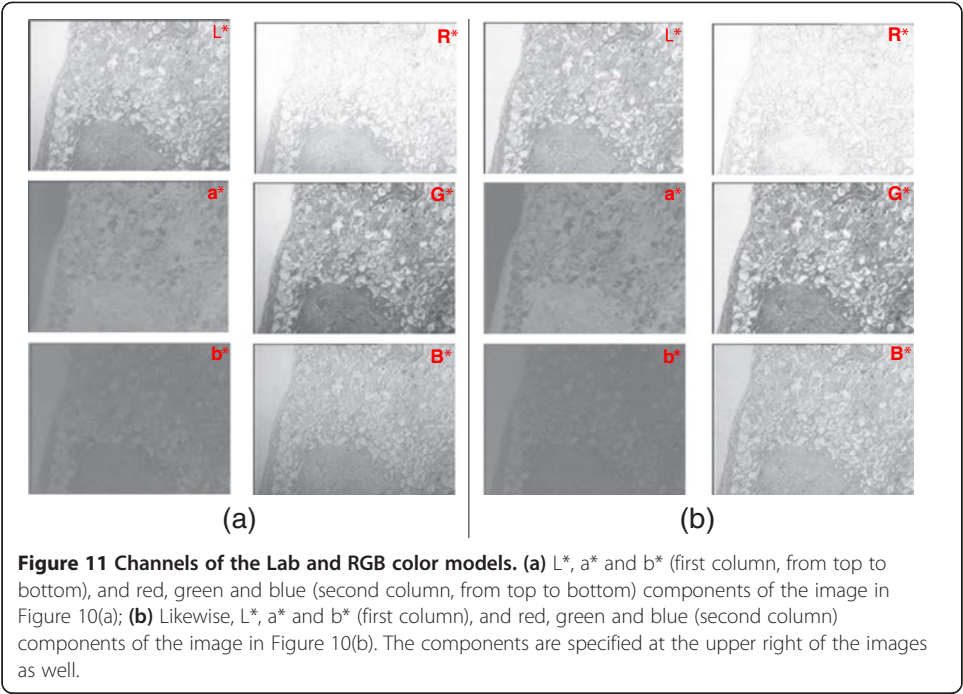 L* R* L* R*
a* G* a* G*
b* B* b* B*
(a) (b)
Figure 11 Channels of the Lab and RGB color models. (a) L*, a* and b* (first column, from top to
bottom), and red, green and blue (second column, from top to bottom) components of the image in
Figure 10(a); (b) Likewise, L*, a* and b* (first column), and red, green and blue (second column)
components of the image in Figure 10(b). The components are specified at the upper right of the images
as well.